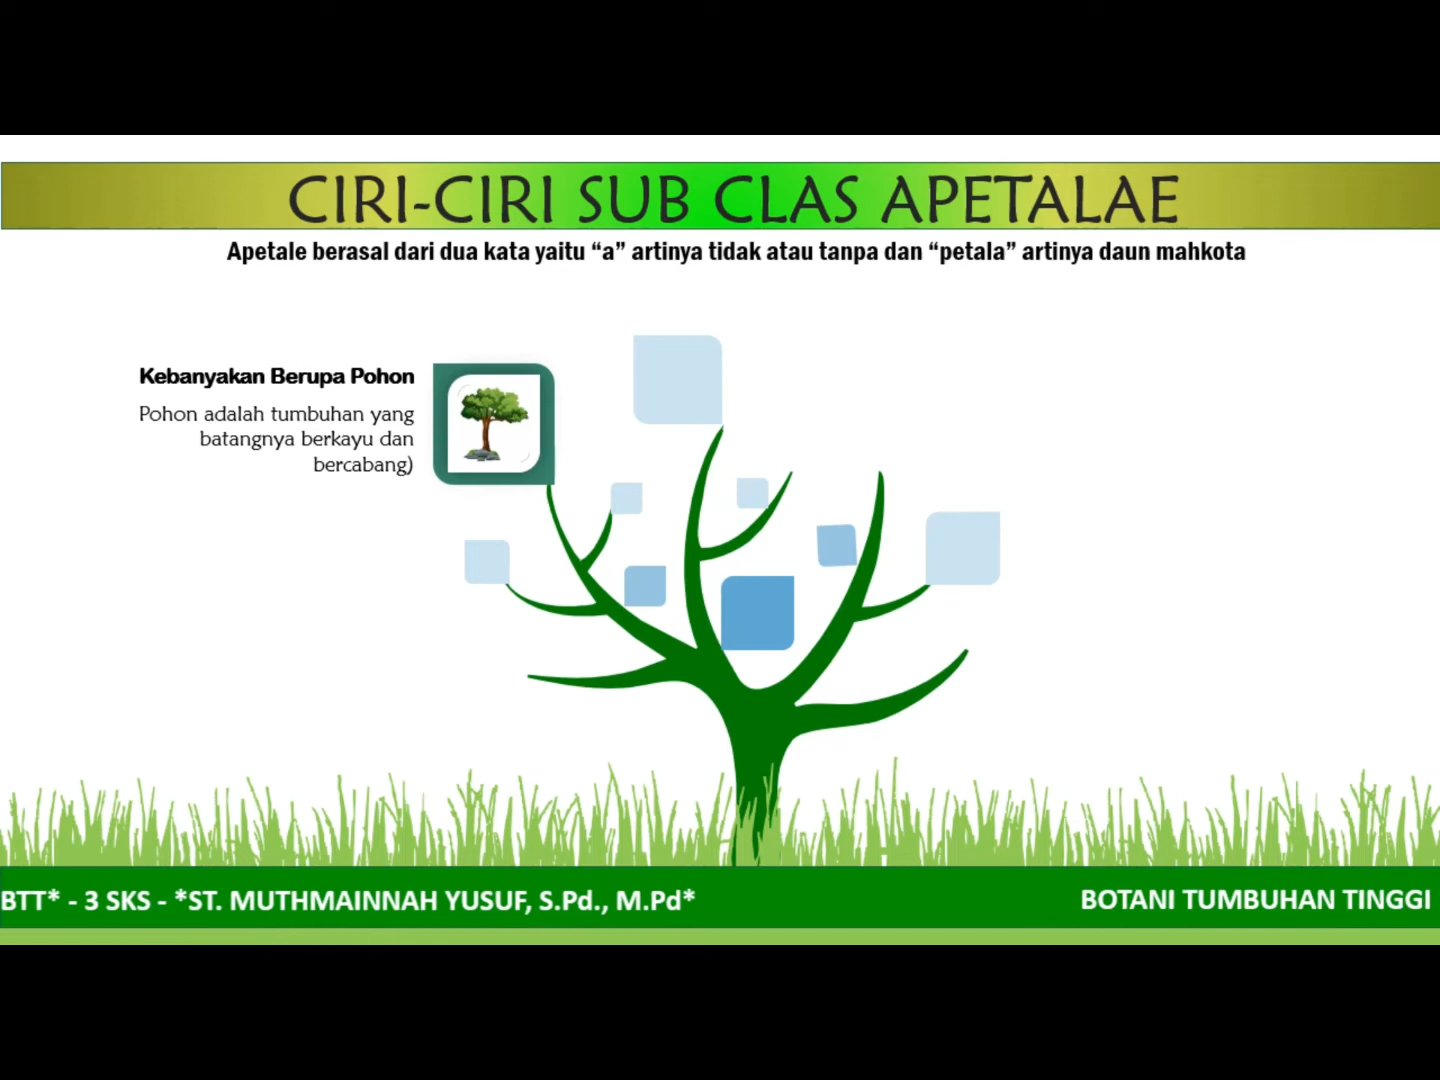 CIRI-CIRI SUB CLAS APETALAE
Apetale berasal dari dua kata yaitu “a” artinya tidak atau tanpa dan “petala” artinya daun mahkota
Kebanyakan Berupa Pohon
Pohon adalah tumbuhan yang
batangnya berkayu dan
bercabang)
BTT* - 3 SKS - *ST. MUTHMAINNAH YUSUF, S.Pd., M.Pd*
BOTANI TUMBUHAN TINGGI